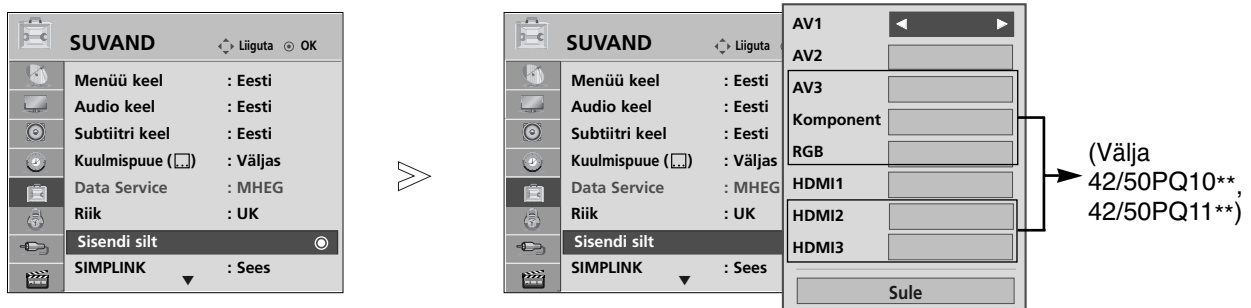 SUVAND
Liiguta OK
Menüü keel : Eesti
Audio keel : Eesti
Subtiitri keel : Eesti
Kuulmispuue ( ) : Väljas
Data Service : MHEG
Riik : UK
Sisendi silt
SIMPLINK : Sees
SUVAND
Liiguta
Menüü keel : Eesti
Audio keel : Eesti
Subtiitri keel : Eesti
Kuulmispuue ( ) : Väljas
Data Service : MHEG
Riik : UK
Sisendi silt
SIMPLINK : Sees
AV1
AV2
AV3
Komponent
RGB
HDMI1
HDMI2
HDMI3
Sule
(Välja
42/50PQ10**,
42/50PQ11**)